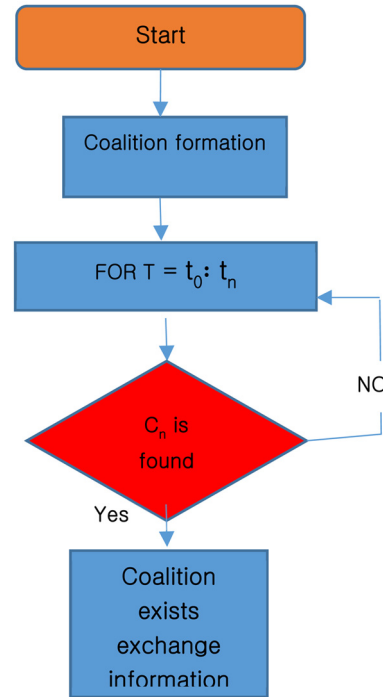 Start
Coalition formation
FOR T = t₀: tₙ
NO
Cₙ is
found
Yes
Coalition
exists
exchange
information